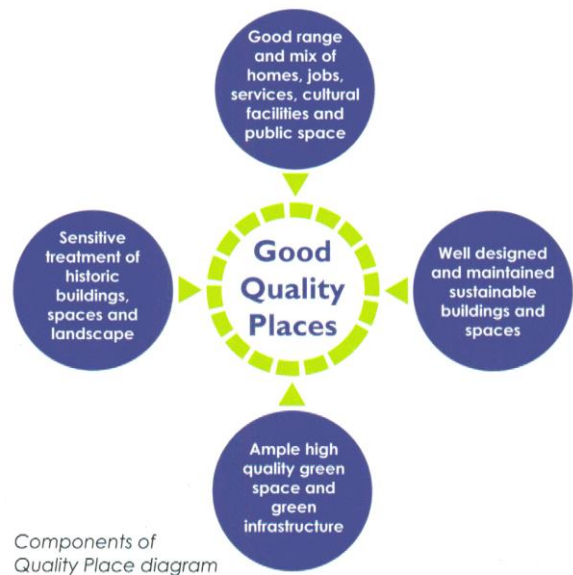 Good range
and mix of
homes, jobs,
services, cultural
facilities and
public space
Sensitive
treatment of
historic
buildings,
spaces and
landscape
Good
Quality
Places
Well designed
and maintained
sustainable
buildings and
spaces
Ample high
quality green
space and
green
infrastructure
Components of
Quality Place diagram